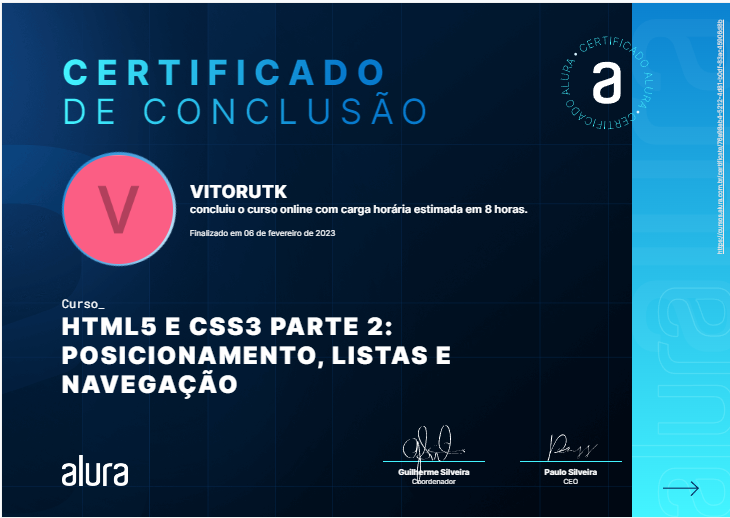 CERTIFICADO
DE CONCLUSÃO
ALURA • CERTIFICADO ALURA • CERTIFICADO
a
V
VITORUTK
concluiu o curso online com carga horária estimada em 8 horas.
Finalizado em 06 de fevereiro de 2023
Curso_
HTML5 E CSS3 PARTE 2:
POSICIONAMENTO, LISTAS E
NAVEGAÇÃO
alura
Guilherme Silveira
Coordenador
Paulo Silveira
CEO
alura